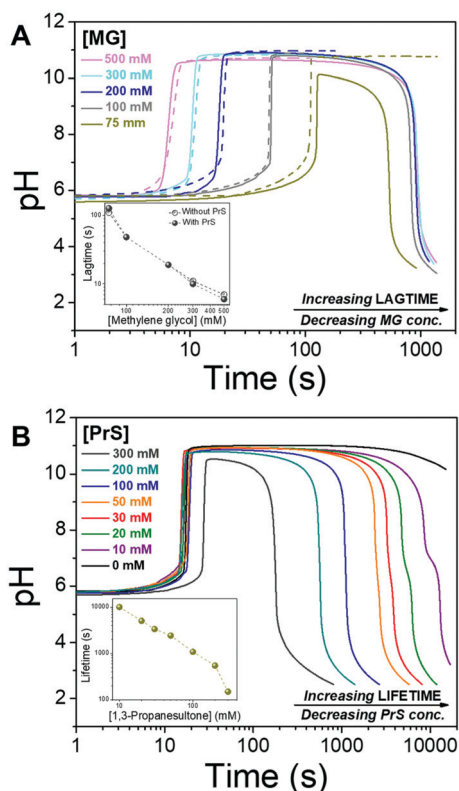 A
[MG]
500 mM
300 mM
200 mM
100 mM
75 mm
pH
12
10
8
6
4
2
Without PrS
With PrS
Lagtime (s)
100
10
100 200 300 500
[Methylene glycol] (mM)
Increasing LAGTIME
Decreasing MG conc.
1 10 100 1000
Time (s)
B
[PrS]
300 mM
200 mM
100 mM
50 mM
30 mM
20 mM
10 mM
0 mM
pH
12
10
8
6
4
2
Lifetime (s)
10000
1000
100
10 100
[1,3-Propanesultone] (mM)
Increasing LIFETIME
Decreasing PrS conc.
1 10 100 1000 10000
Time (s)